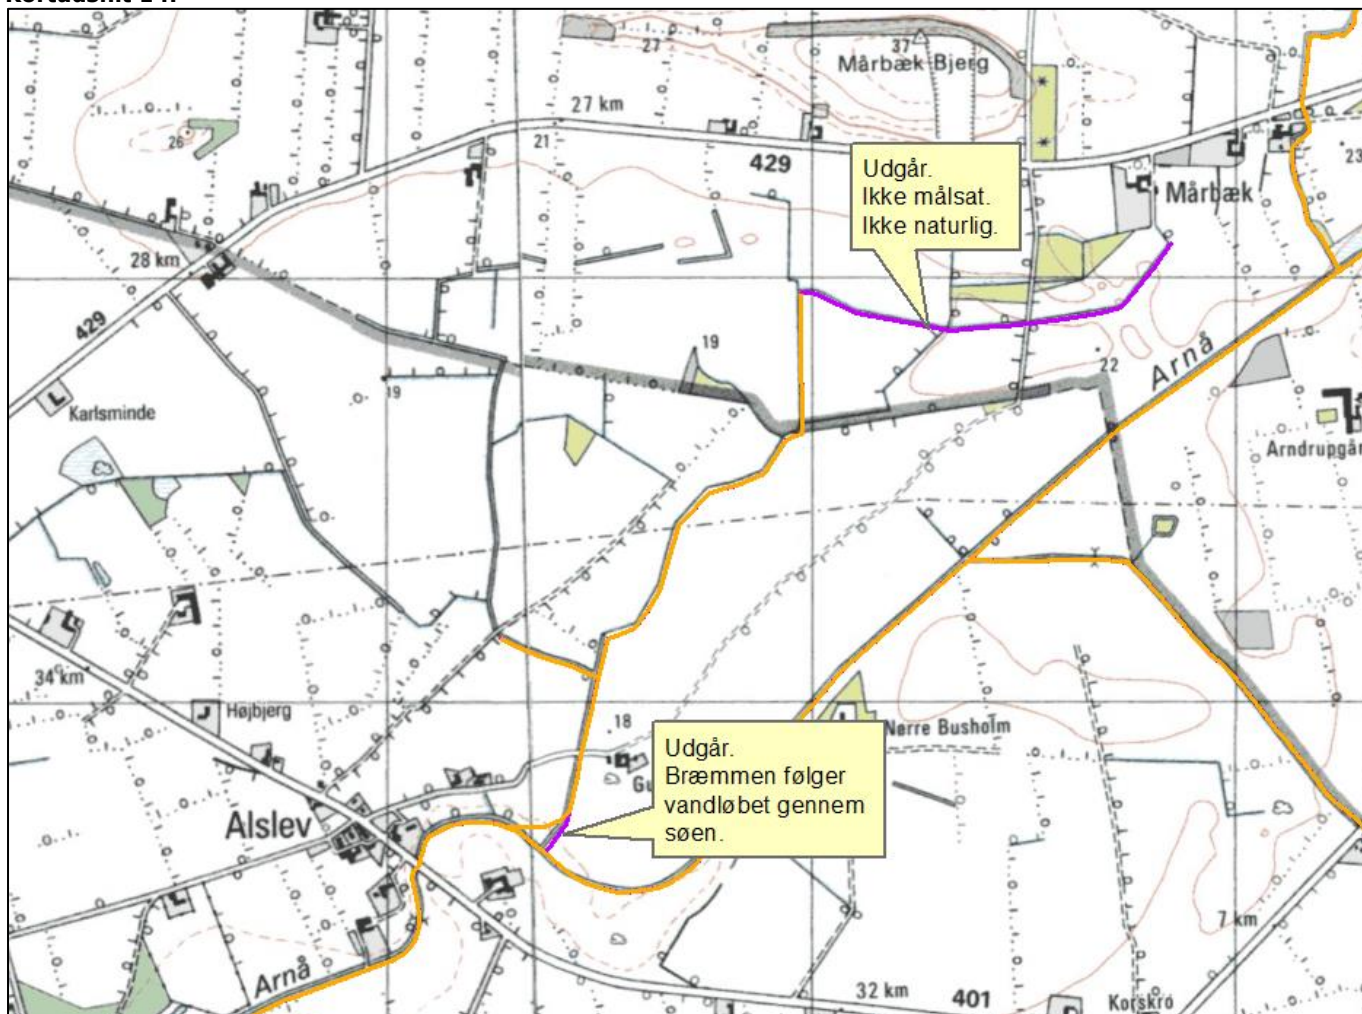 27
37
Mårbæk Bjerg
27 km
429
21
26
Udgår.
Ikke målsat.
Ikke naturlig.
23
Mårbæk
28 km
429
19
22
Arnå
19
Karlsminde
Arndrupgår
34 km
Højbjerg
18
Nørre Busholm
Gu
Udgår.
Bræmmen følger
vandløbet gennem
søen.
Alslev
7 km
Arnå
32 km
401
Korskro